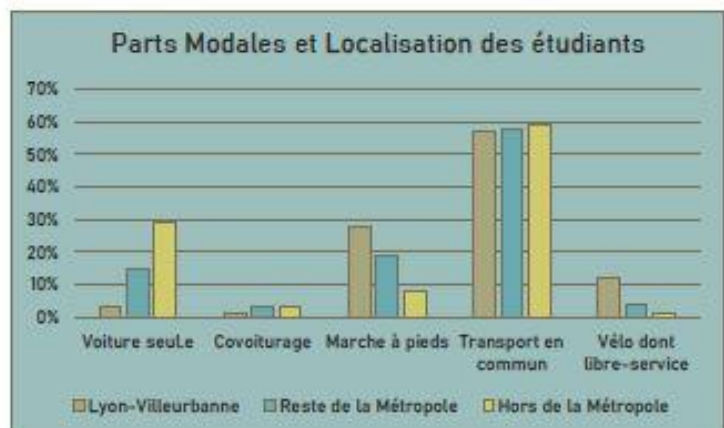 Parts Modales et Localisation des étudiants
70%
60%
50%
40%
30%
20%
10%
0%
Voiture seule
Covoiturage
Marche à pieds
Transport en
commun
Vélo dont
libre-service
Lyon-Villeurbanne
Reste de la Métropole
Hors de la Métropole